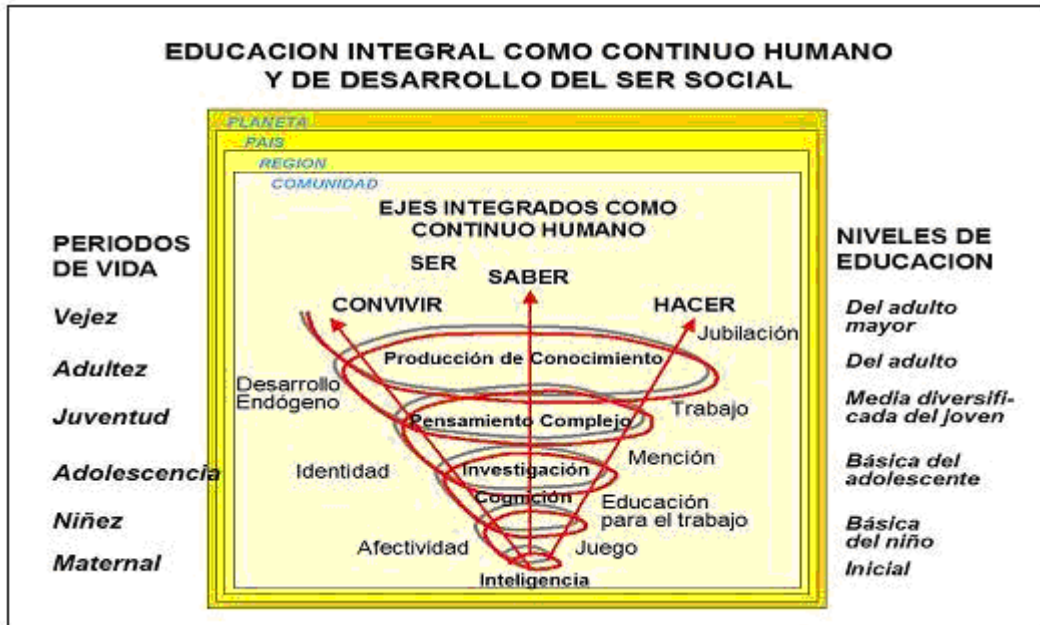 EDUCACION INTEGRAL COMO CONTINUO HUMANO
Y DE DESARROLLO DEL SER SOCIAL
PLANETA
PAIS
REGION
COMUNIDAD
EJES INTEGRADOS COMO
CONTINUO HUMANO
SER
SABER
CONVIVIR
HACER
PERIODOS
DE VIDA
Vejez
Adultez
Juventud
Adolescencia
Niñez
Maternal
Jubilación
Producción de Conocimiento
Desarrollo
Endógeno
Trabajo
Pensamiento Complejo
Mención
Identidad
Investigación
Cognición
Educación
para el trabajo
Afectividad
Juego
Inteligencia
NIVELES DE
EDUCACION
Del adulto
mayor
Del adulto
Media diversifi-
cada del joven
Básica del
adolescente
Básica
del niño
Inicial